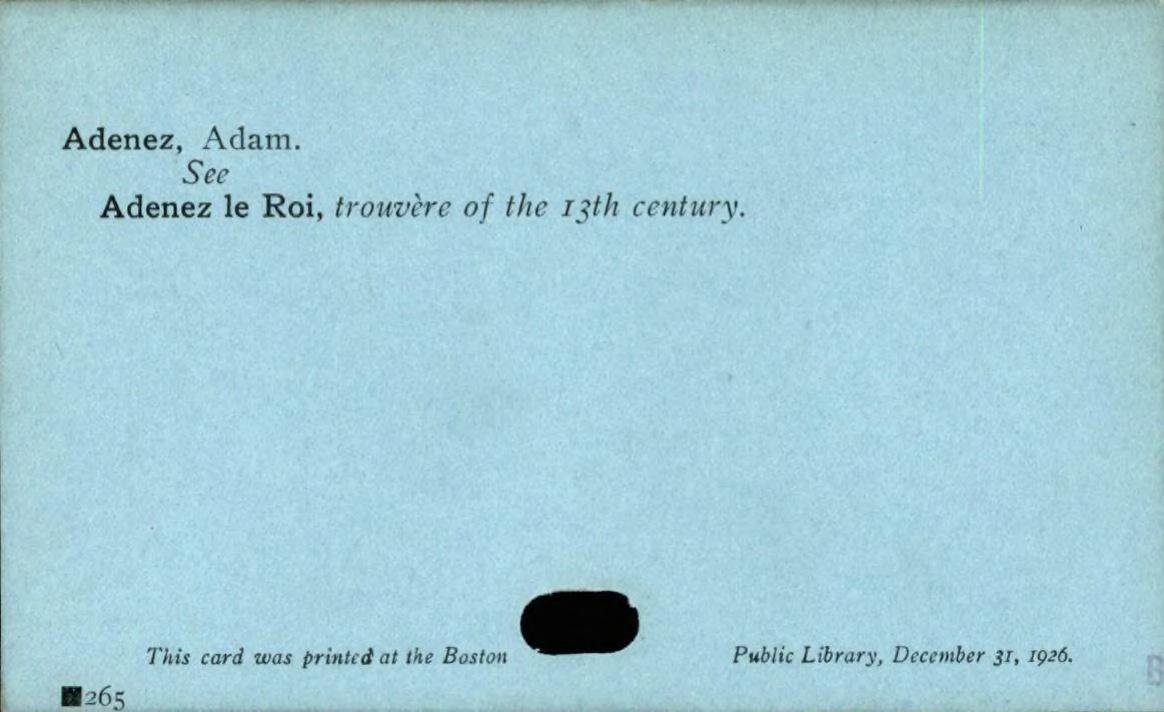 Adenez, Adam.
See
Adenez le Roi, trouvère of the 13th century.
This card was printed at the Boston Public Library, December 31, 1926.
265